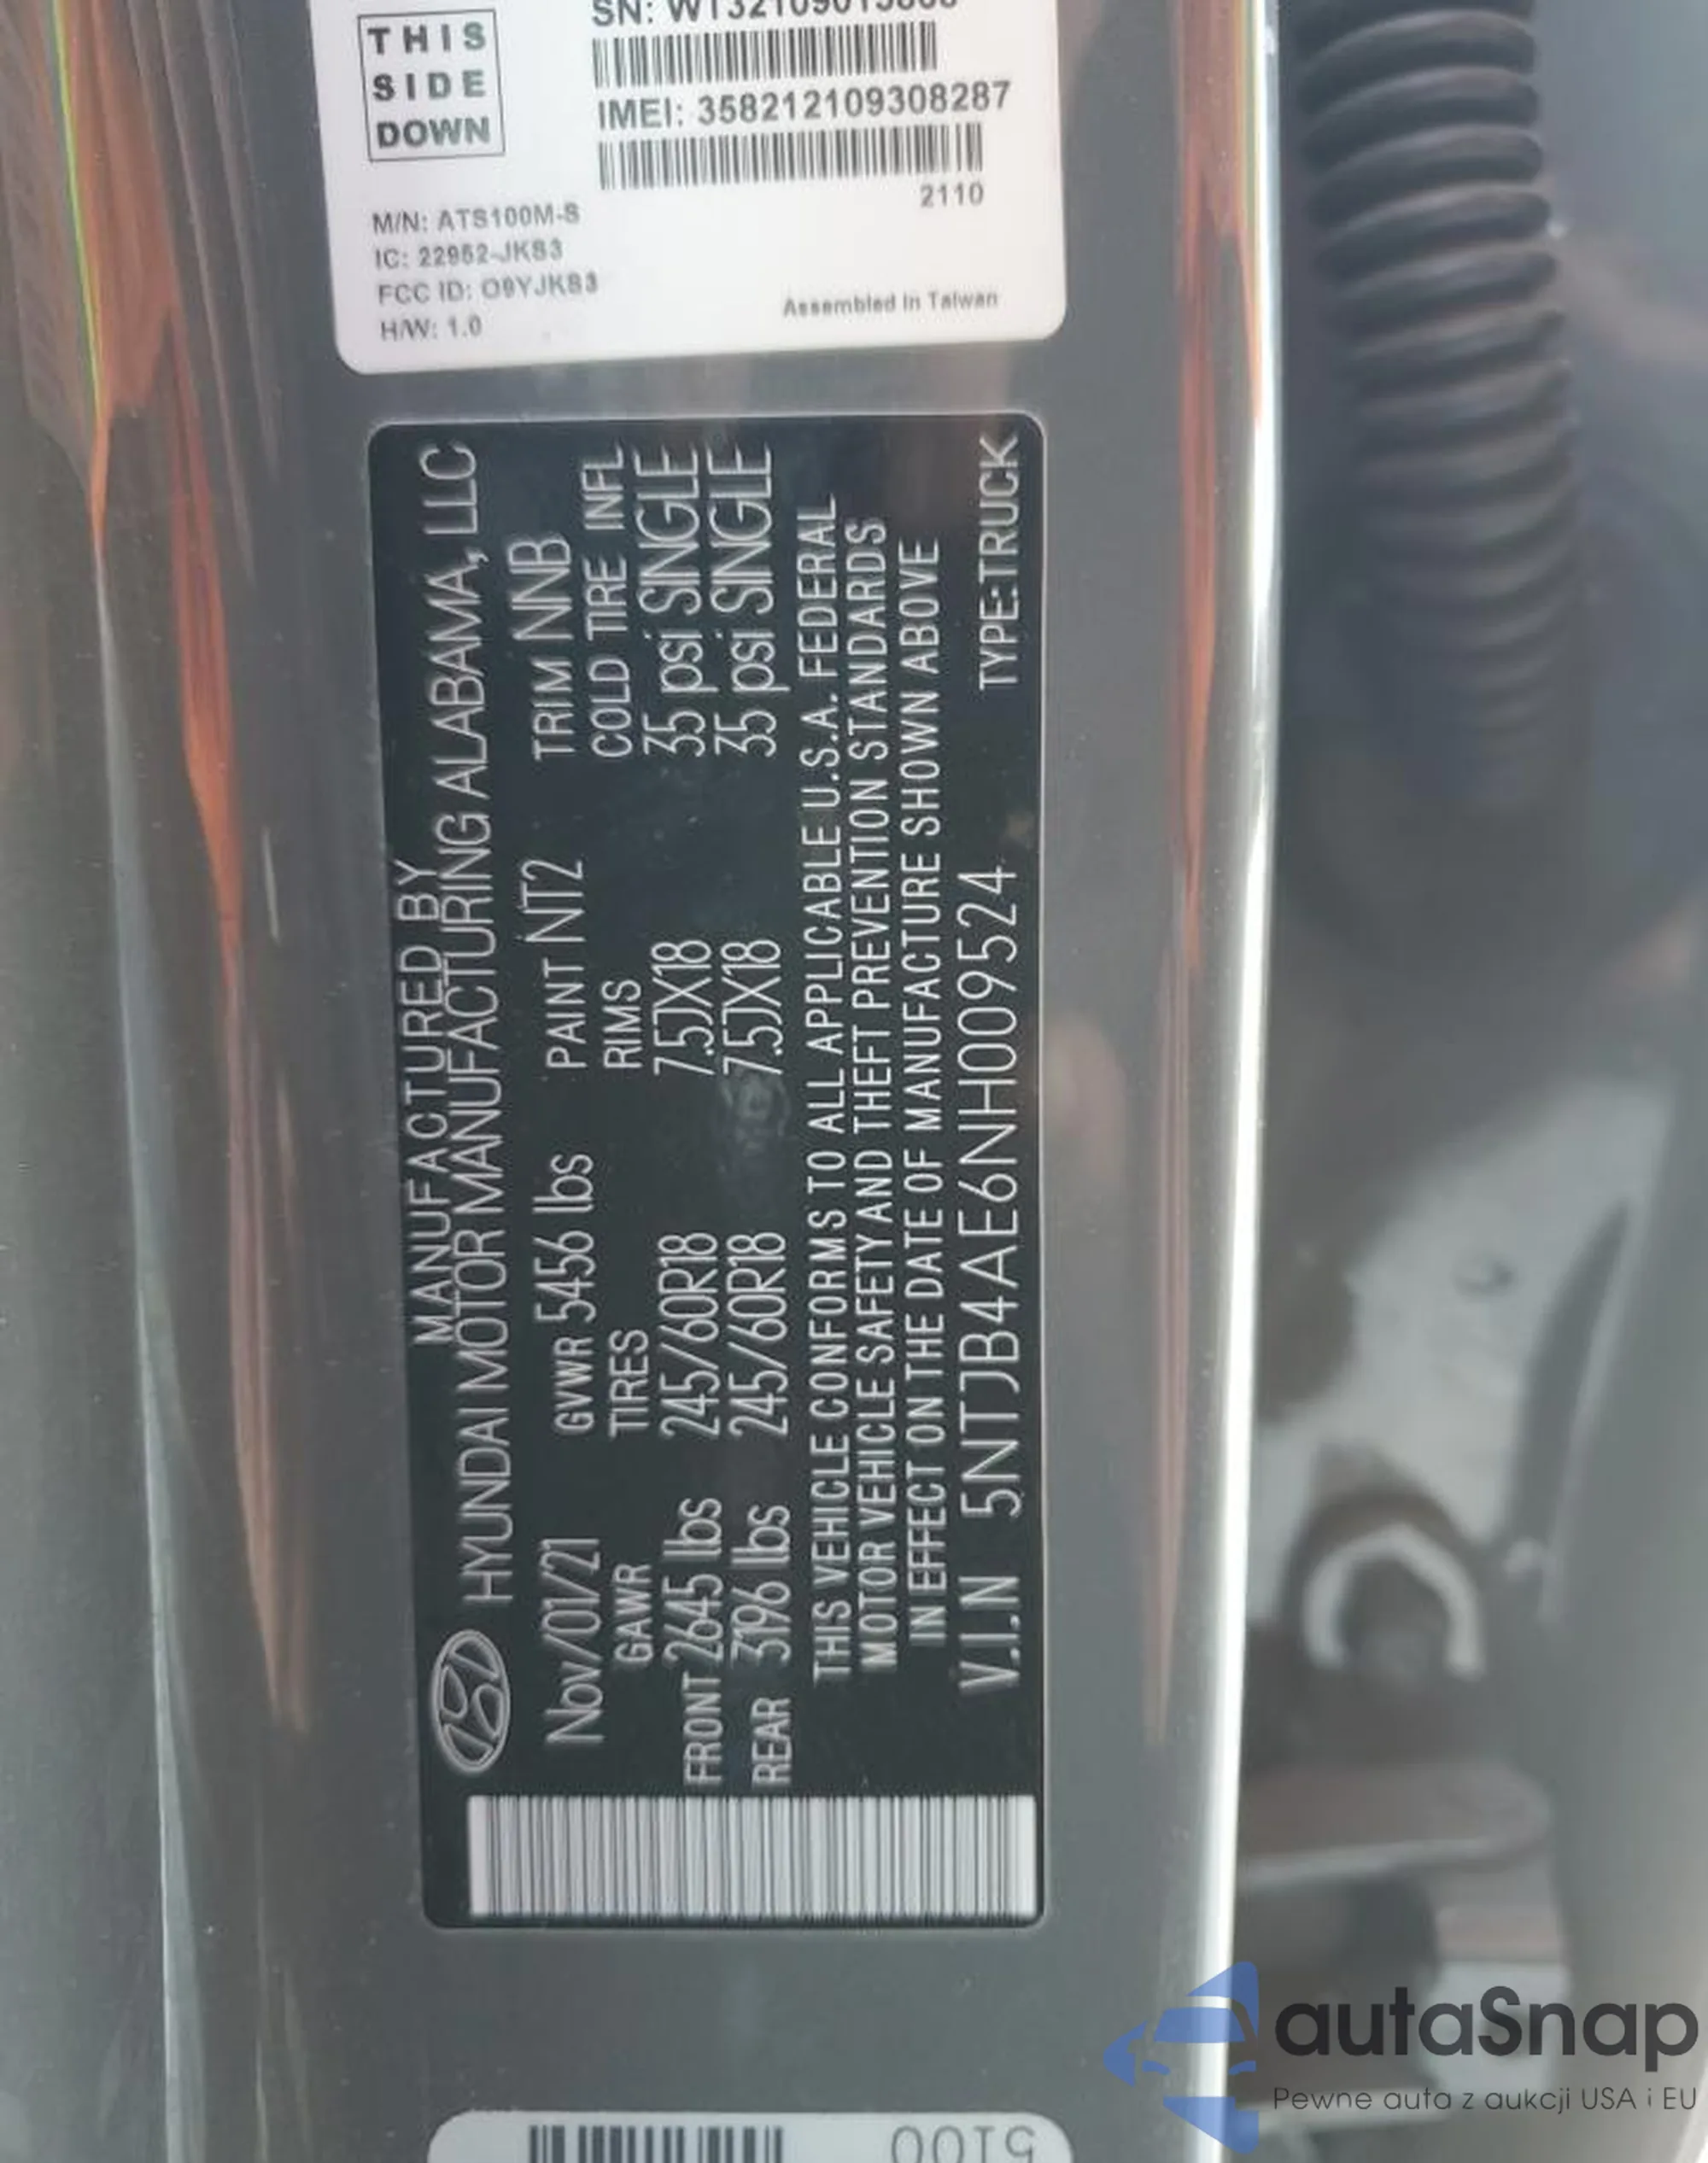 THIS
SIDE
DOWN
IMEI: 358212109308287
2110
M/N: ATS100M-S
IC: 22952-JKS3
FCC ID: O9YJKS3
H/W: 1.0
Assembled in Taiwan
MANUFACTURED BY
HYUNDAI MOTOR MANUFACTURING ALABAMA, LLC
Nov/01/21 GVWR 5456 lbs PAINT NT2 TRIM NNB
GAWR TIRES RIMS COLD TIRE INFL
FRONT 2645 lbs 245/60R18 7.5JX18 35 psi SINGLE
REAR 3196 lbs 245/60R18 7.5JX18 35 psi SINGLE
THIS VEHICLE CONFORMS TO ALL APPLICABLE U.S.A. FEDERAL
MOTOR VEHICLE SAFETY AND THEFT PREVENTION STANDARDS
IN EFFECT ON THE DATE OF MANUFACTURE SHOWN ABOVE
V.I.N 5NTJB4AE6NH009524 TYPE:TRUCK
autaSnap
Pewne auta z aukcji USA i EU